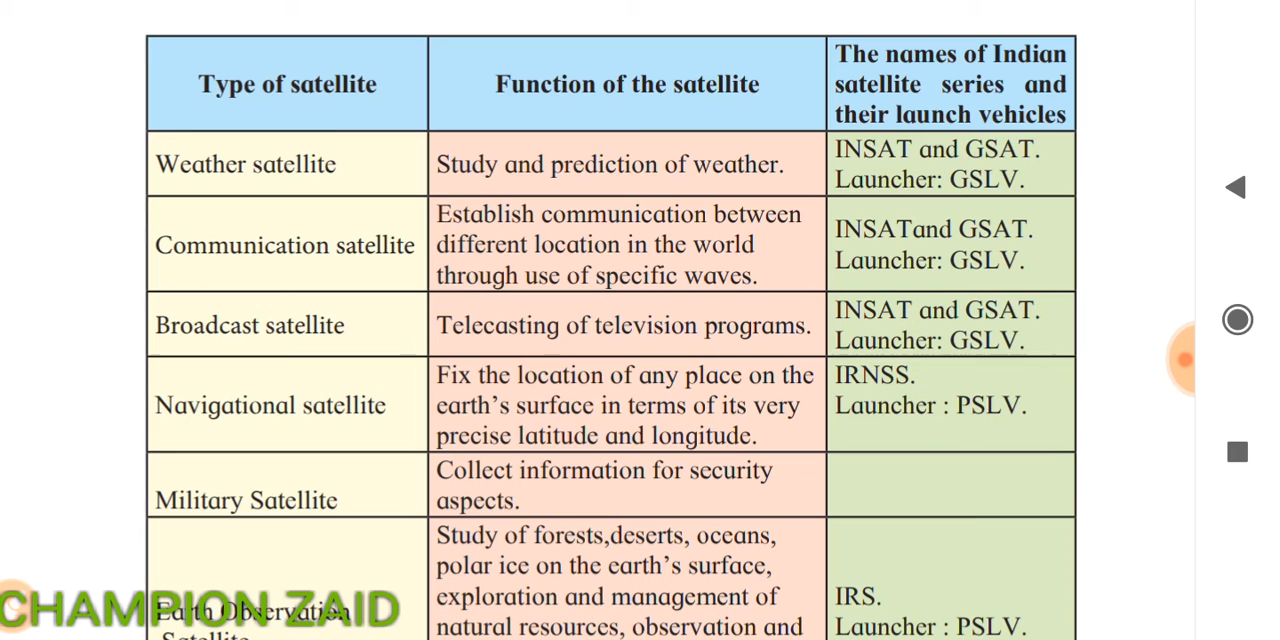 Type of satellite
Function of the satellite
The names of Indian
satellite series and
their launch vehicles
Weather satellite
Study and prediction of weather.
INSAT and GSAT.
Launcher: GSLV.
Communication satellite
Establish communication between
different location in the world
through use of specific waves.
INSATand GSAT.
Launcher: GSLV.
Broadcast satellite
Telecasting of television programs.
INSAT and GSAT.
Launcher: GSLV.
Navigational satellite
Fix the location of any place on the
earth's surface in terms of its very
precise latitude and longitude.
IRNSS.
Launcher : PSLV.
Military Satellite
Collect information for security
aspects.
Earth Observation
Satellite
Study of forests,deserts, oceans,
polar ice on the earth's surface,
exploration and management of
natural resources, observation and
IRS.
Launcher: PSLV.
CHAMPION ZAID